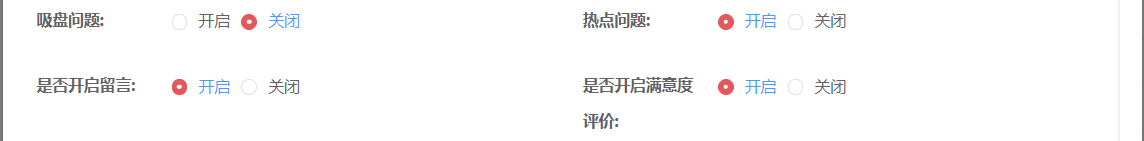 吸盘问题: 开启 关闭 热点问题: 开启 关闭
是否开启留言: 开启 关闭 是否开启满意度 开启 关闭
评价: